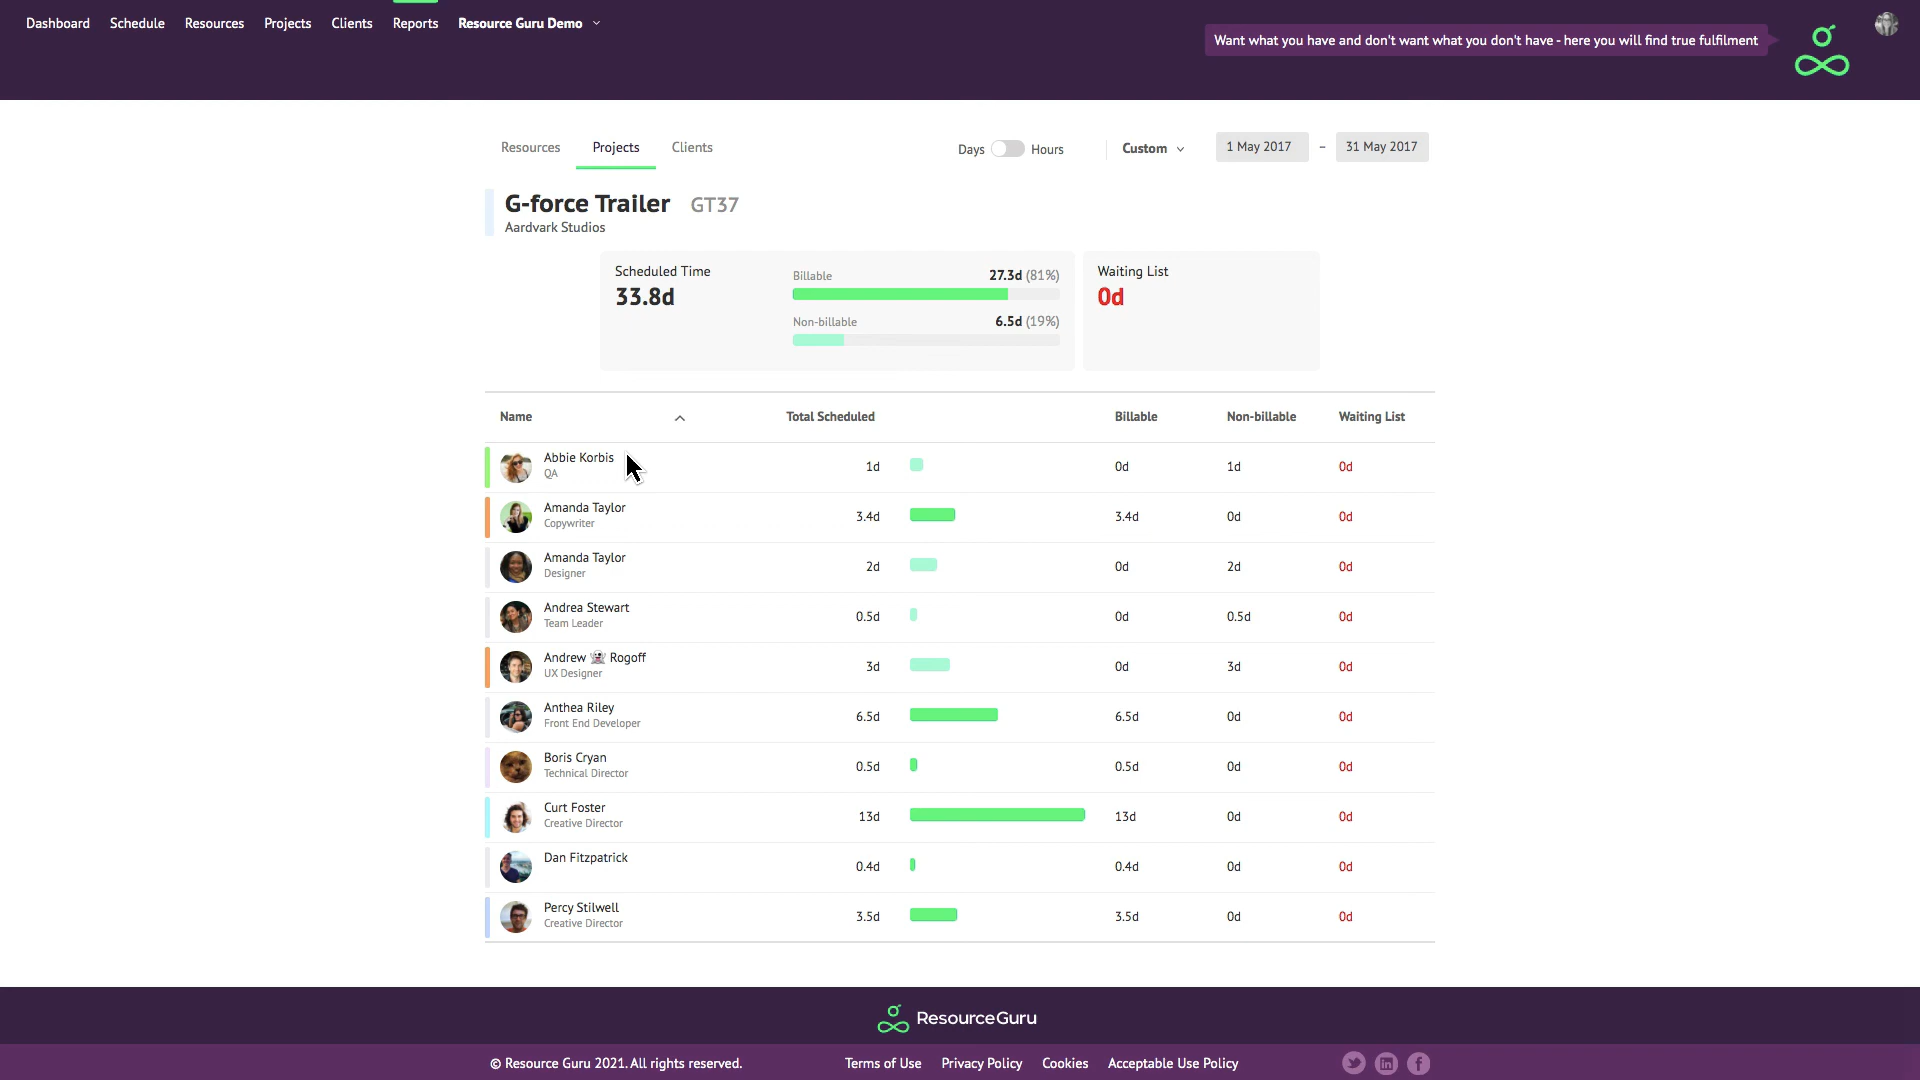 Dashboard Schedule Resources Projects Clients Reports Resource Guru Demo
Want what you have and don't want what you don't have - here you will find true fulfilment
Resources Projects Clients
Days Hours Custom 1 May 2017 – 31 May 2017
G-force Trailer GT37
Aardvark Studios
Scheduled Time
33.8d
Billable 27.3d (81%)
Non-billable 6.5d (19%)
Waiting List
0d
Name Total Scheduled Billable Non-billable Waiting List
Abbie Korbis
QA
1d 0d 1d 0d
Amanda Taylor
Copywriter
3.4d 3.4d 0d 0d
Amanda Taylor
Designer
2d 0d 2d 0d
Andrea Stewart
Team Leader
0.5d 0d 0.5d 0d
Andrew 👻 Rogoff
UX Designer
3d 0d 3d 0d
Anthea Riley
Front End Developer
6.5d 6.5d 0d 0d
Boris Cryan
Technical Director
0.5d 0.5d 0d 0d
Curt Foster
Creative Director
13d 13d 0d 0d
Dan Fitzpatrick
0.4d 0.4d 0d 0d
Percy Stilwell
Creative Director
3.5d 3.5d 0d 0d
ResourceGuru
© Resource Guru 2021. All rights reserved. Terms of Use Privacy Policy Cookies Acceptable Use Policy